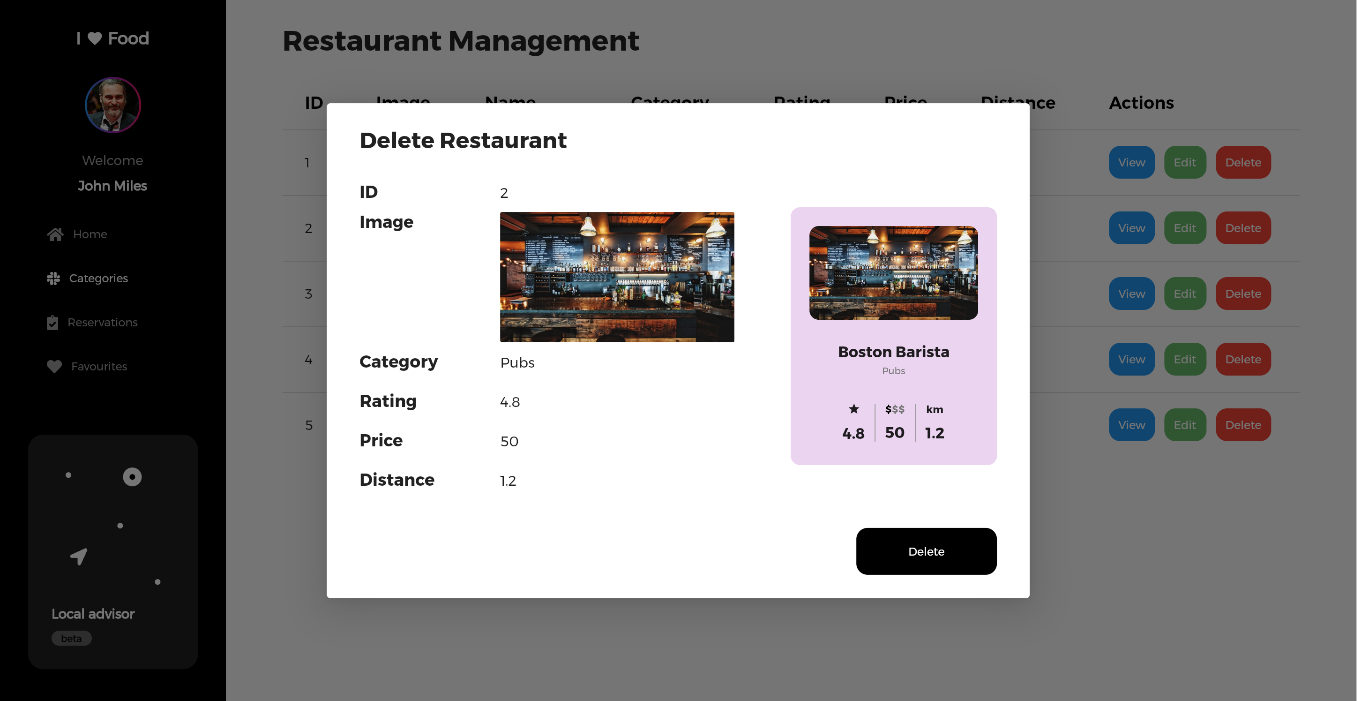 I Food
Welcome
John Miles
Home
Categories
Reservations
Favourites
Local advisor
beta
Restaurant Management
ID Image Name Category Rating Price Distance Actions
1 View Edit Delete
2 View Edit Delete
3 View Edit Delete
4 View Edit Delete
5 View Edit Delete
Delete Restaurant
ID 2
Image
Category Pubs
Rating 4.8
Price 50
Distance 1.2
Boston Barista
Pubs
$$$ km
4.8 50 1.2
Delete